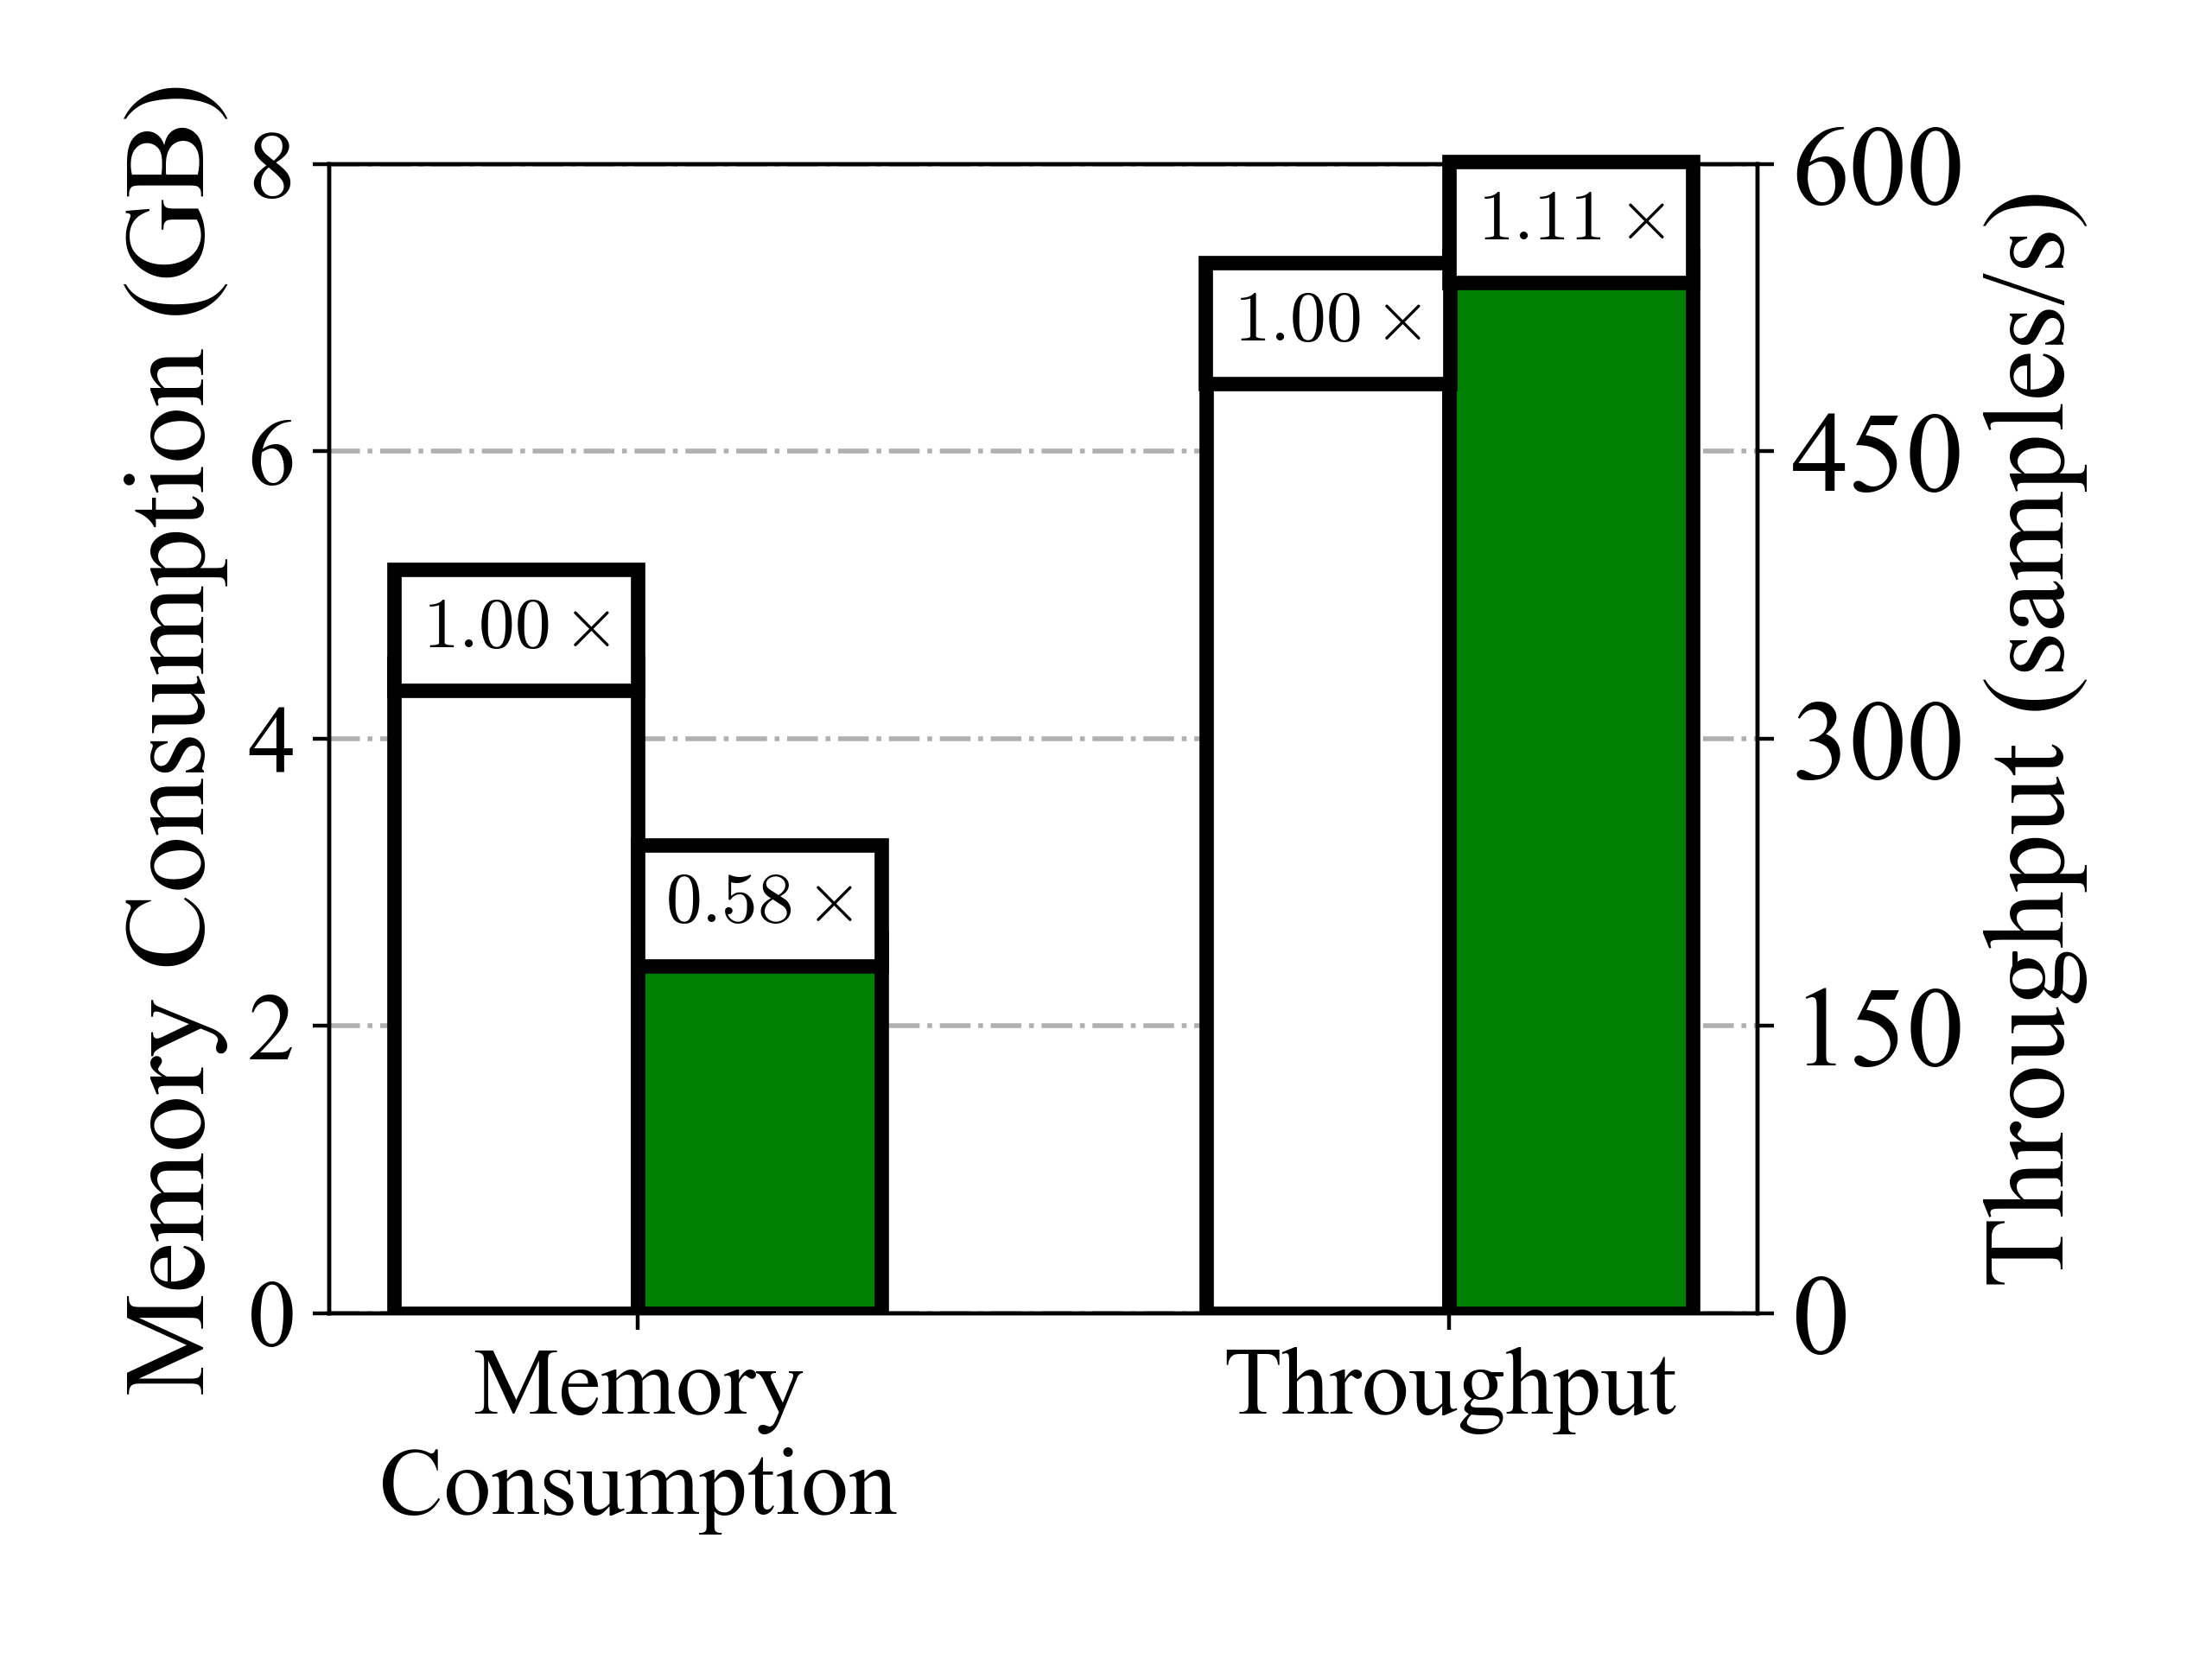 Memory Consumption (GB)
8
6
4
2
0
1.00 ×
0.58 ×
1.00 ×
1.11 ×
600
450
300
150
0
Throughput (samples/s)
Memory
Consumption
Throughput